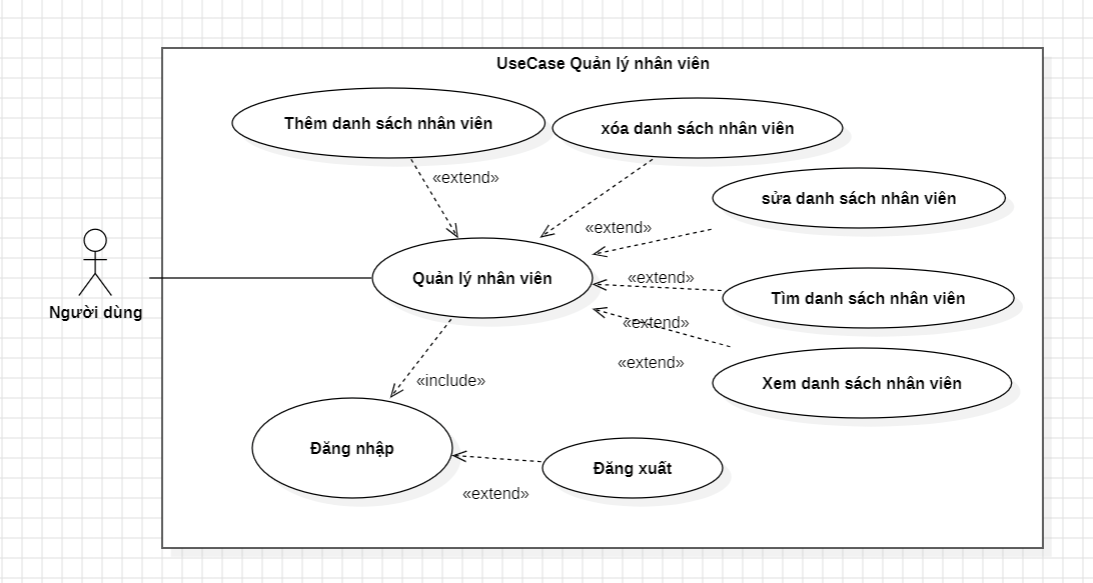 UseCase Quản lý nhân viên
Thêm danh sách nhân viên
xóa danh sách nhân viên
«extend»
sửa danh sách nhân viên
«extend»
Quản lý nhân viên
«extend»
Tìm danh sách nhân viên
Người dùng
«extend»
«extend»
Xem danh sách nhân viên
«include»
Đăng nhập
Đăng xuất
«extend»